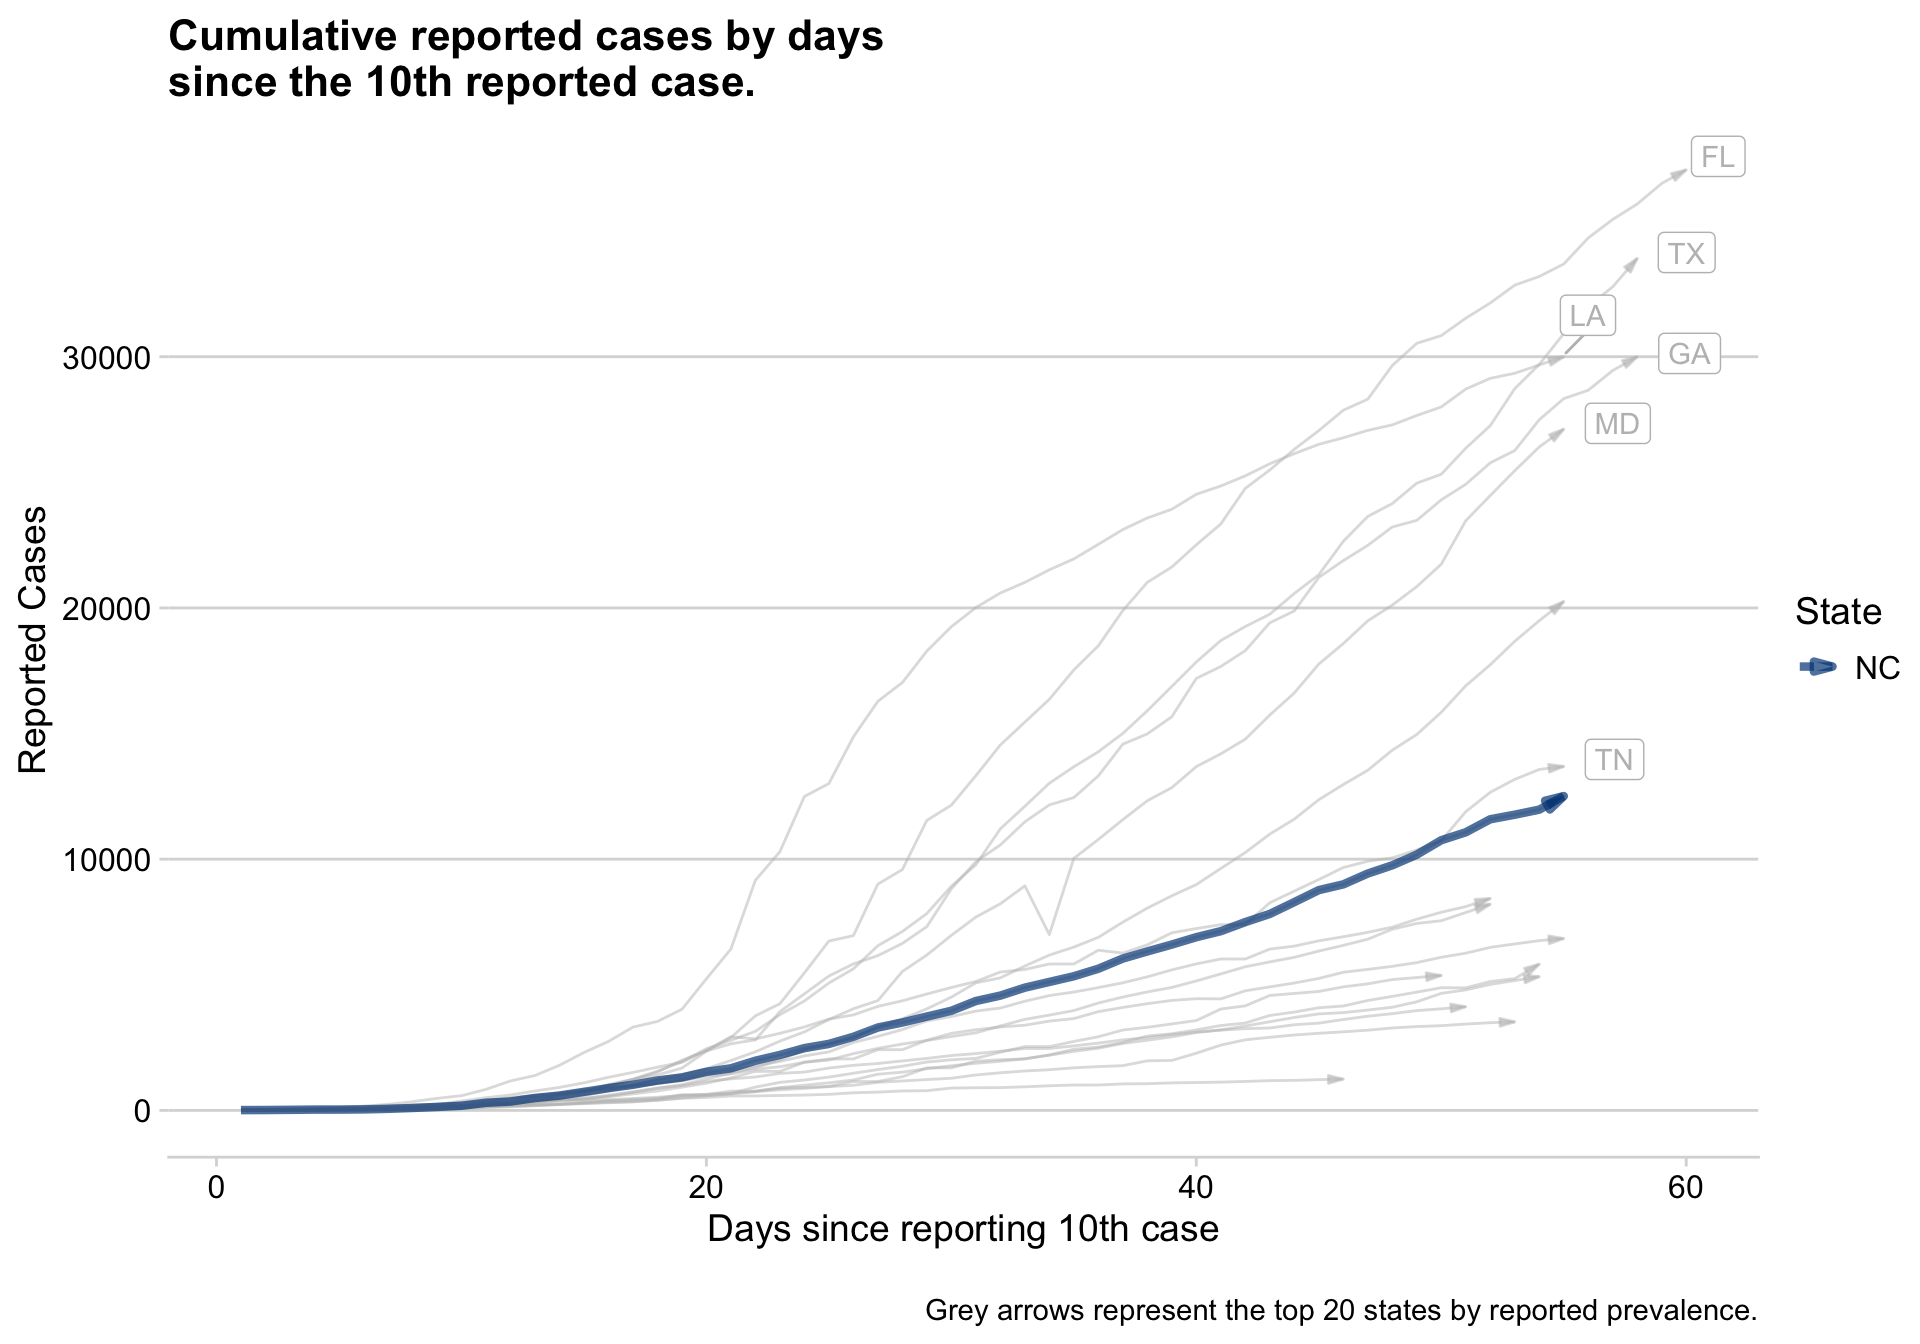 Cumulative reported cases by days
since the 10th reported case.
FL
TX
LA
GA
MD
TN
30000
20000
10000
0
Reported Cases
State
NC
0 20 40 60
Days since reporting 10th case
Grey arrows represent the top 20 states by reported prevalence.